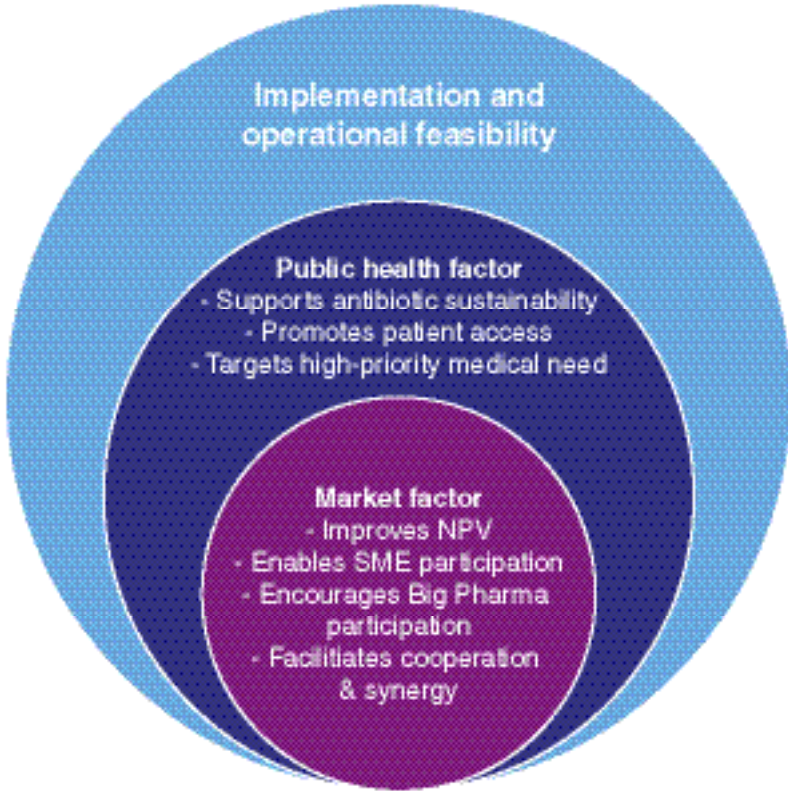 Implementation and
operational feasibility
Public health factor
- Supports antibiotic sustainability
- Promotes patient access
- Targets high-priority medical need
Market factor
- Improves NPV
- Enables SME participation
- Encourages Big Pharma
participation
- Facilitiates cooperation
& synergy